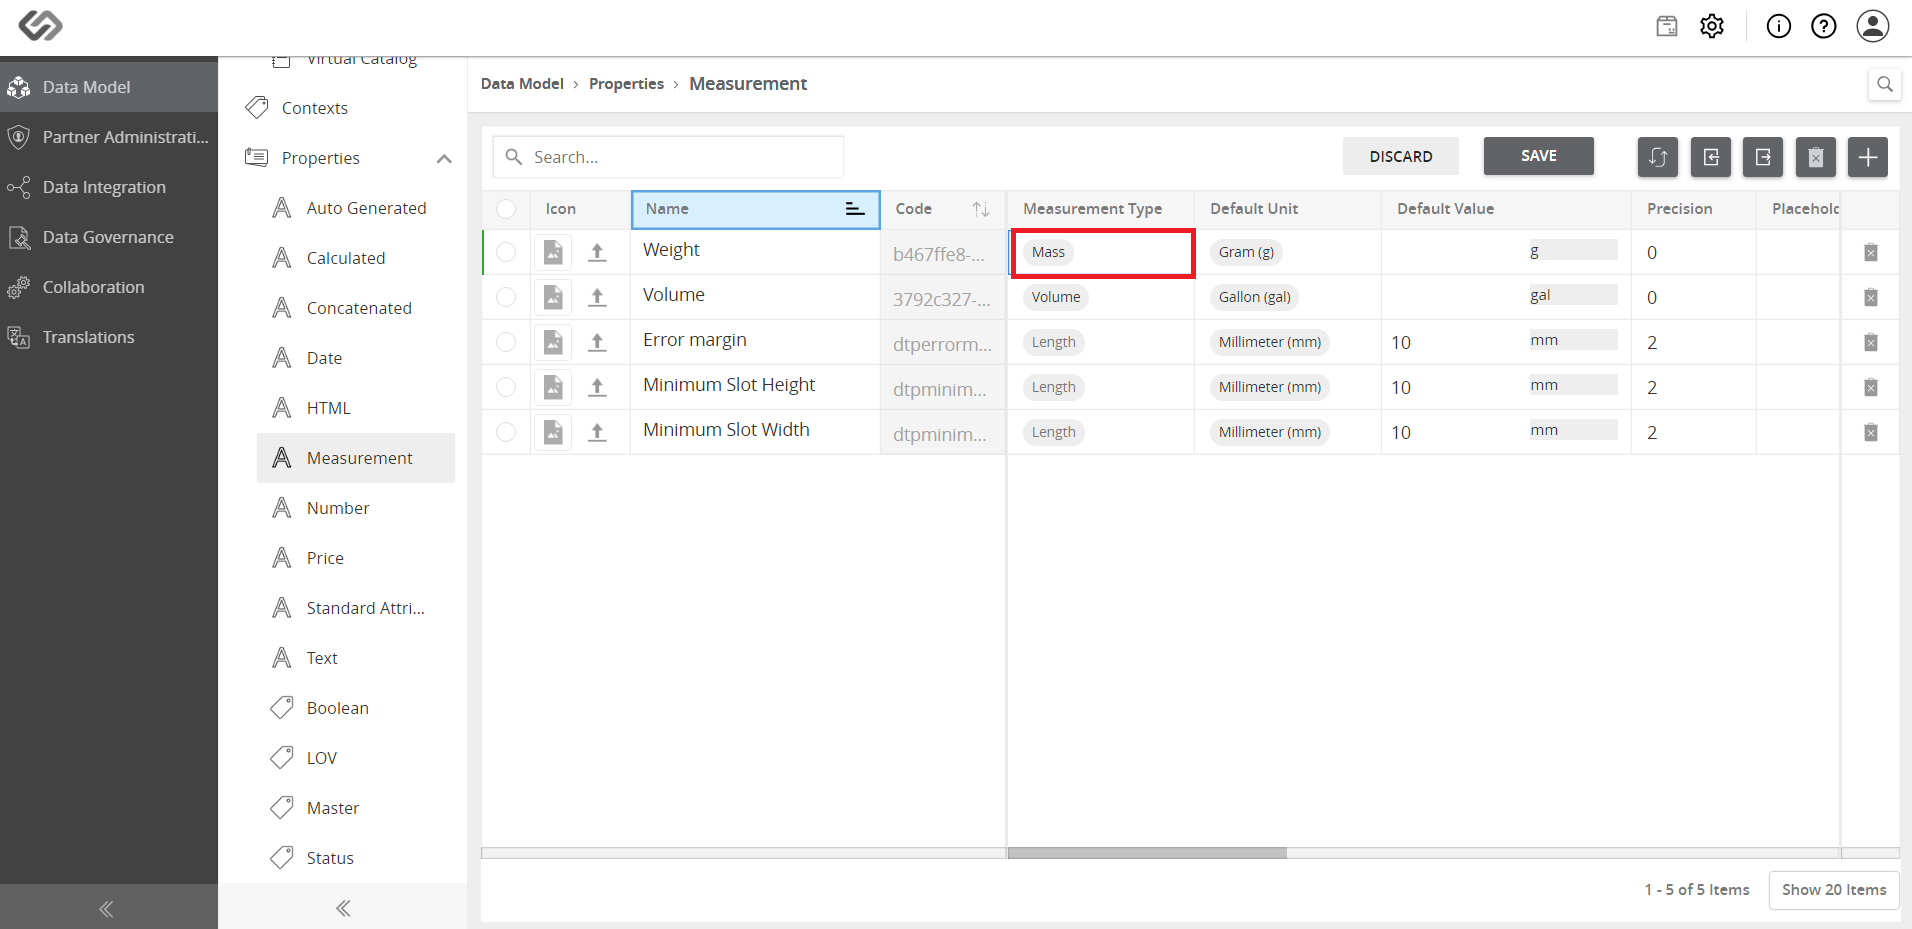 Data Model
Partner Administrati...
Data Integration
Data Governance
Collaboration
Translations
Virtual Catalog
Contexts
Properties
Auto Generated
Calculated
Concatenated
Date
HTML
Measurement
Number
Price
Standard Attri...
Text
Boolean
LOV
Master
Status
Data Model > Properties > Measurement
Search... DISCARD SAVE
Icon Name Code Measurement Type Default Unit Default Value Precision Placehold
Weight b467ffe8-... Mass Gram (g) g 0
Volume 3792c327-... Volume Gallon (gal) gal 0
Error margin dtperrorm... Length Millimeter (mm) 10 mm 2
Minimum Slot Height dtpminim... Length Millimeter (mm) 10 mm 2
Minimum Slot Width dtpminim... Length Millimeter (mm) 10 mm 2
1 - 5 of 5 Items Show 20 Items